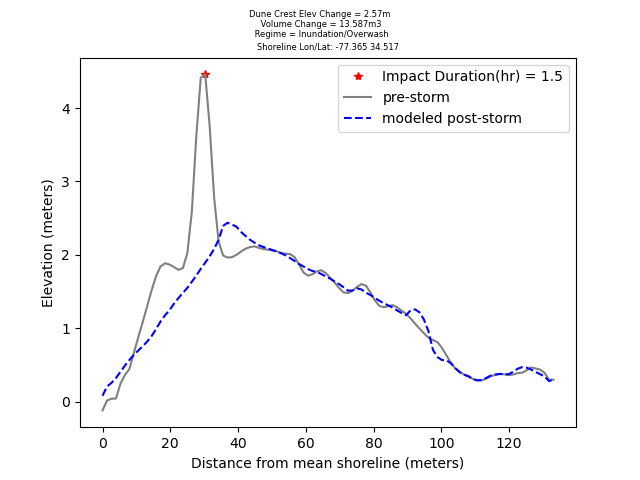 Dune Crest Elev Change = 2.57m
Volume Change = 13.587m3
Regime = Inundation/Overwash
Shoreline Lon/Lat: -77.365 34.517
Impact Duration(hr) = 1.5
pre-storm
modeled post-storm
Elevation (meters)
4
3
2
1
0
0 20 40 60 80 100 120
Distance from mean shoreline (meters)